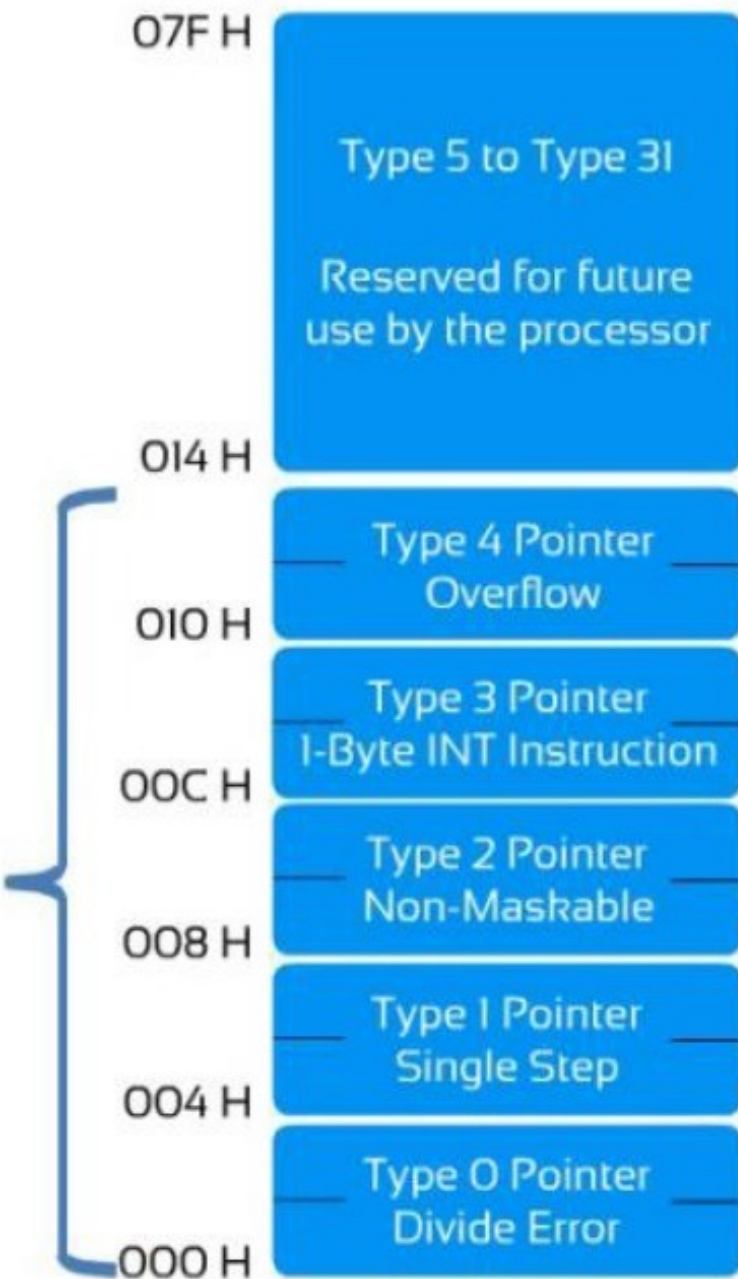 07F H
Type 5 to Type 31
Reserved for future
use by the processor
014 H
Type 4 Pointer
Overflow
010 H
Type 3 Pointer
1-Byte INT Instruction
00C H
Type 2 Pointer
Non-Maskable
008 H
Type 1 Pointer
Single Step
004 H
Type 0 Pointer
Divide Error
000 H